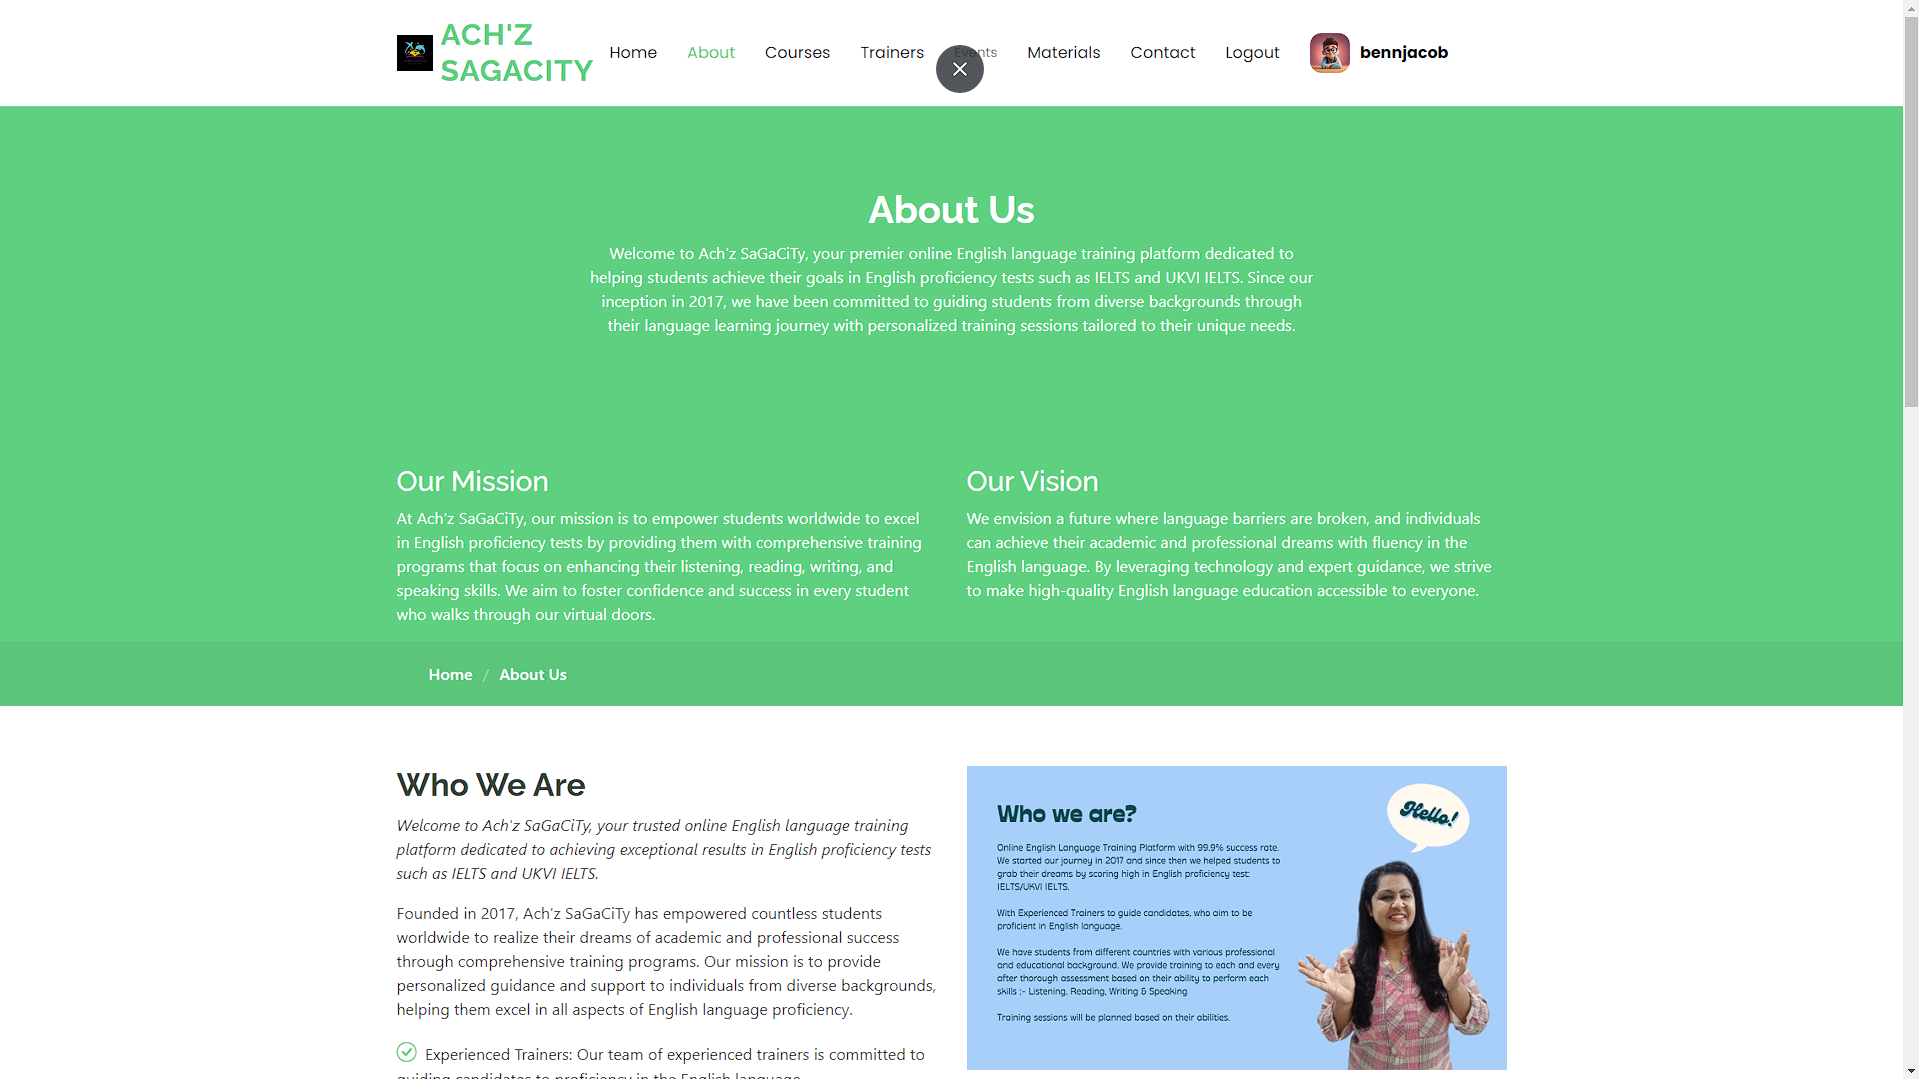 ACH'Z
SAGACITY
Home
About
Courses
Trainers
Events
Materials
Contact
Logout
bennjacob
About Us
Welcome to Ach'z SaGaCiTy, your premier online English language training platform dedicated to
helping students achieve their goals in English proficiency tests such as IELTS and UKVI IELTS. Since our
inception in 2017, we have been committed to guiding students from diverse backgrounds through
their language learning journey with personalized training sessions tailored to their unique needs.
Our Mission
At Ach'z SaGaCiTy, our mission is to empower students worldwide to excel
in English proficiency tests by providing them with comprehensive training
programs that focus on enhancing their listening, reading, writing, and
speaking skills. We aim to foster confidence and success in every student
who walks through our virtual doors.
Our Vision
We envision a future where language barriers are broken, and individuals
can achieve their academic and professional dreams with fluency in the
English language. By leveraging technology and expert guidance, we strive
to make high-quality English language education accessible to everyone.
Home / About Us
Who We Are
Welcome to Ach'z SaGaCiTy, your trusted online English language training
platform dedicated to achieving exceptional results in English proficiency tests
such as IELTS and UKVI IELTS.
Founded in 2017, Ach'z SaGaCiTy has empowered countless students
worldwide to realize their dreams of academic and professional success
through comprehensive training programs. Our mission is to provide
personalized guidance and support to individuals from diverse backgrounds,
helping them excel in all aspects of English language proficiency.
Experienced Trainers: Our team of experienced trainers is committed to
guiding candidates to proficiency in the English language.
Who we are?
Hello!
Online English Language Training Platform with 99.9% success rate.
We started our journey in 2017 and since then we helped students to
grab their dreams by scoring high in English proficiency test:
IELTS/UKVI IELTS.
With Experienced Trainers to guide candidates, who aim to be
proficient in English language.
We have students from different countries with various professional
and educational background. We provide training to each and every
after thorough assessment based on their ability to perform each
skills :- Listening, Reading, Writing & Speaking
Training sessions will be planned based on their abilities.